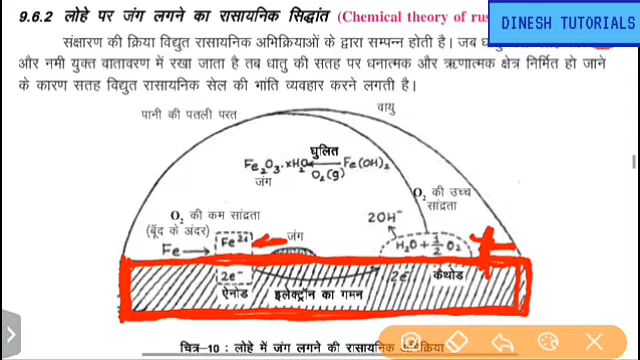 9.6.2 लोहे पर जंग लगने का रासायनिक सिद्धांत (Chemical theory of rus
DINESH TUTORIALS
संक्षारण की क्रिया विद्युत रासायनिक अभिक्रियाओं के द्वारा सम्पन्न होती है। जब
और नमी युक्त वातावरण में रखा जाता है तब धातु की सतह पर धनात्मक और ऋणात्मक क्षेत्र निर्मित हो जाने
के कारण सतह विद्युत रासायनिक सेल की भांति व्यवहार करने लगती है।
पानी की पतली परत
वायु
घुलित
Fe₂O₃·xH₂O ← Fe(OH)₂
जंग
O₂(g)
O₂ की उच्च
सांद्रता
O₂ की कम सांद्रता
(बूंद के अंदर)
2OH⁻
जंग
Fe → Fe²⁺
H₂O + ½ O₂
2e⁻
2e⁻
कैथोड
ऐनोड
इलेक्ट्रॉन का गमन
चित्र–10 : लोहे में जंग लगने की रासायनिक अभिक्रिया